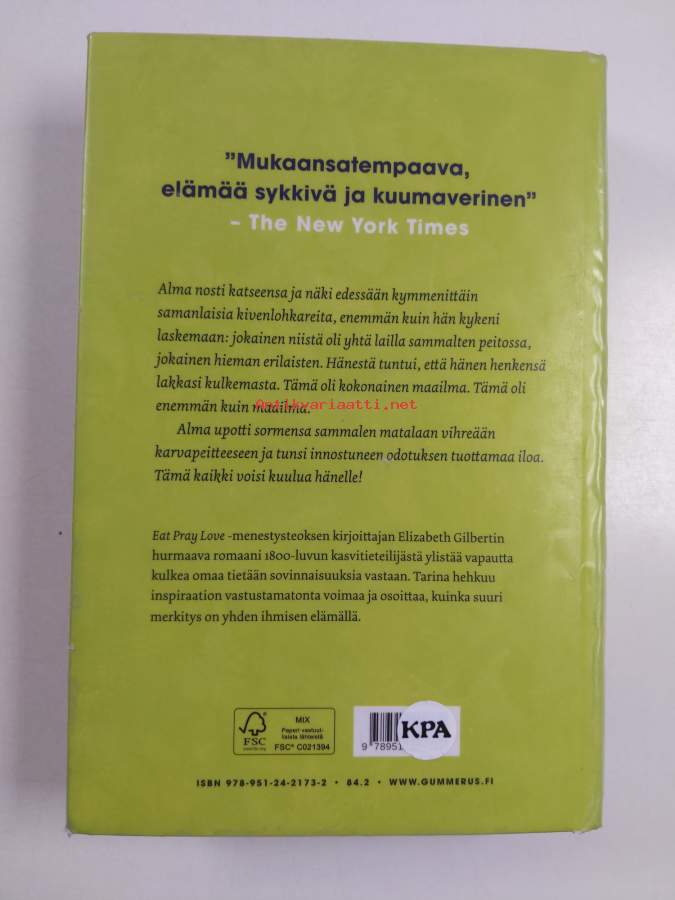 ”Mukaansatempaava,
elämää sykkivä ja kuumaverinen”
– The New York Times
Alma nosti katseensa ja näki edessään kymmenittäin
samanlaisia kivenlohkareita, enemmän kuin hän kykeni
laskemaan: jokainen niistä oli yhtä lailla sammalten peitossa,
jokainen hieman erilaisten. Hänestä tuntui, että hänen henkensä
lakkasi kulkemasta. Tämä oli kokonainen maailma. Tämä oli
enemmän kuin maailma.
Antikvariaatti.net
Alma upotti sormensa sammalen matalaan vihreään
karvapeitteeseen ja tunsi innostuneen odotuksen tuottamaa iloa.
Tämä kaikki voisi kuulua hänelle!
Eat Pray Love -menestysteoksen kirjoittajan Elizabeth Gilbertin
hurmaava romaani 1800-luvun kasvitieteilijästä ylistää vapautta
kulkea omaa tietään sovinnaisuuksia vastaan. Tarina hehkuu
inspiraation vastustamatonta voimaa ja osoittaa, kuinka suuri
merkitys on yhden ihmisen elämällä.
FSC
MIX
Paperi vastuul-
lisista lähteistä
FSC® C021394
KPA
9 78951
ISBN 978-951-24-2173-2 • 84.2 • WWW.GUMMERUS.FI